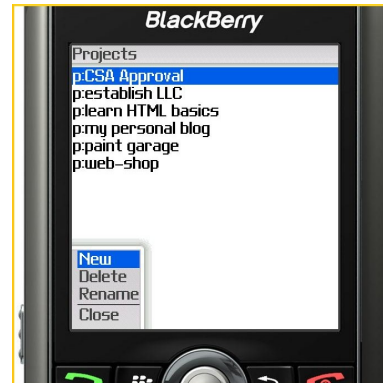 BlackBerry
Projects
p:CSA Approval
p:establish LLC
p:learn HTML basics
p:my personal blog
p:paint garage
p:web-shop
New
Delete
Rename
Close